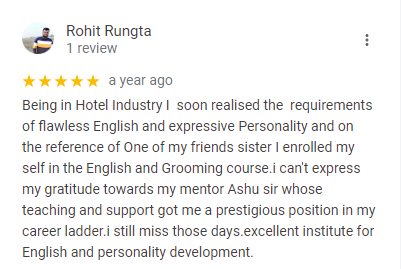 Rohit Rungta
1 review
a year ago
Being in Hotel Industry I  soon realised the  requirements
of flawless English and expressive Personality and on
the reference of One of my friends sister I enrolled my
self in the English and Grooming course.i can't express
my gratitude towards my mentor Ashu sir whose
teaching and support got me a prestigious position in my
career ladder.i still miss those days.excellent institute for
English and personality development.